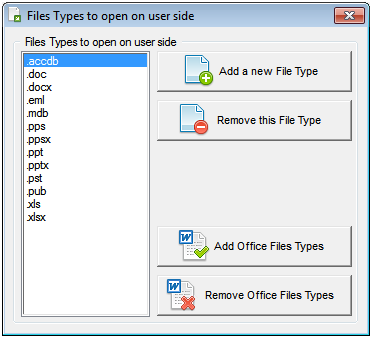 Files Types to open on user side
Files Types to open on user side
.accdb
.doc
.docx
.eml
.mdb
.pps
.ppsx
.ppt
.pptx
.pst
.pub
.xls
.xlsx
Add a new File Type
Remove this File Type
W Add Office Files Types
W Remove Office Files Types